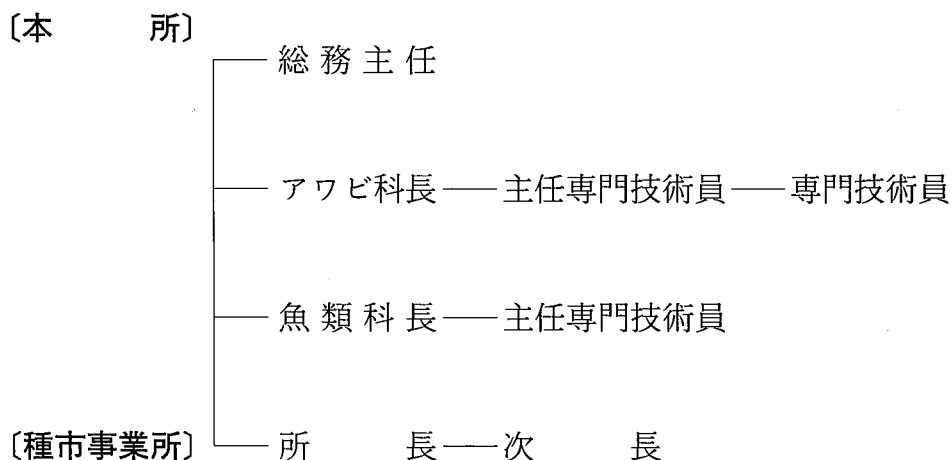 〔本　　所〕
総務主任
アワビ科長──主任専門技術員──専門技術員
魚類科長──主任専門技術員
〔種市事業所〕 所　　長──次　　長